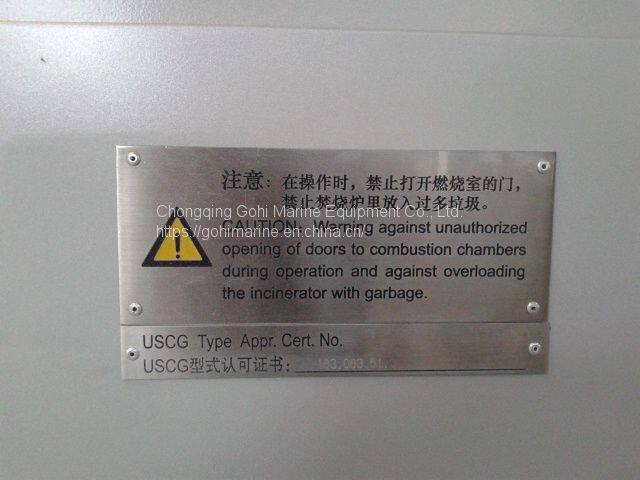 注意：在操作时，禁止打开燃烧室的门，
禁止焚烧炉里放入过多垃圾。
Chongqing Gohi Marine Equipment Co., Ltd.
https://gohimarine.en.china.cn/
CAUTION: Warning against unauthorized
opening of doors to combustion chambers
during operation and against overloading
the incinerator with garbage.
USCG Type Appr. Cert. No.
USCG型式认可证书：